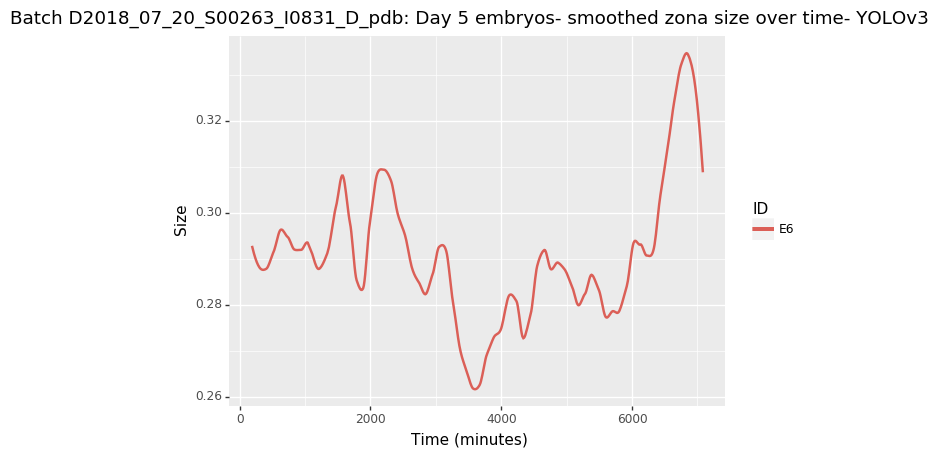 Batch D2018_07_20_S00263_I0831_D_pdb: Day 5 embryos- smoothed zona size over time- YOLOv3
0.32
0.30
0.28
0.26
Size
0
2000
4000
6000
Time (minutes)
ID
E6